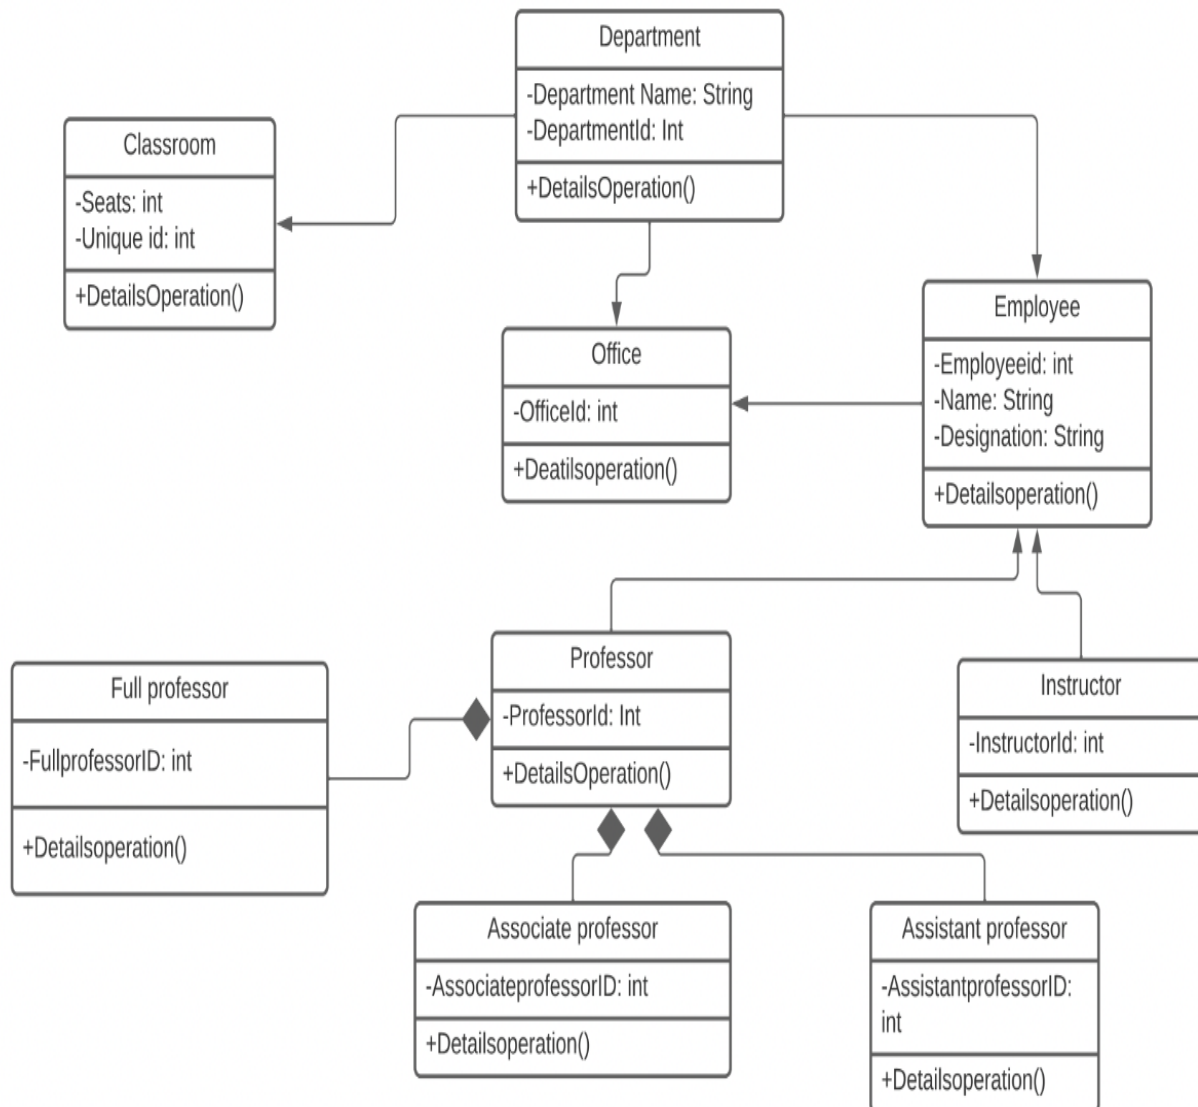 Department
-Department Name: String
-DepartmentId: Int
+DetailsOperation()
Classroom
-Seats: int
-Unique id: int
+DetailsOperation()
Employee
-Employeeid: int
-Name: String
-Designation: String
+Detailsoperation()
Office
-OfficeId: int
+Deatilsoperation()
Professor
-ProfessorId: Int
+DetailsOperation()
Instructor
-InstructorId: int
+Detailsoperation()
Full professor
-FullprofessorID: int
+Detailsoperation()
Associate professor
-AssociateprofessorID: int
+Detailsoperation()
Assistant professor
-AssistantprofessorID:
int
+Detailsoperation()